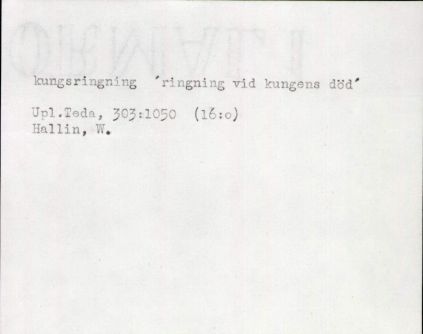 kungsringning  ´ringning vid kungens död´
Upl.Teda, 303:1050  (16:o)
Hallin, W.